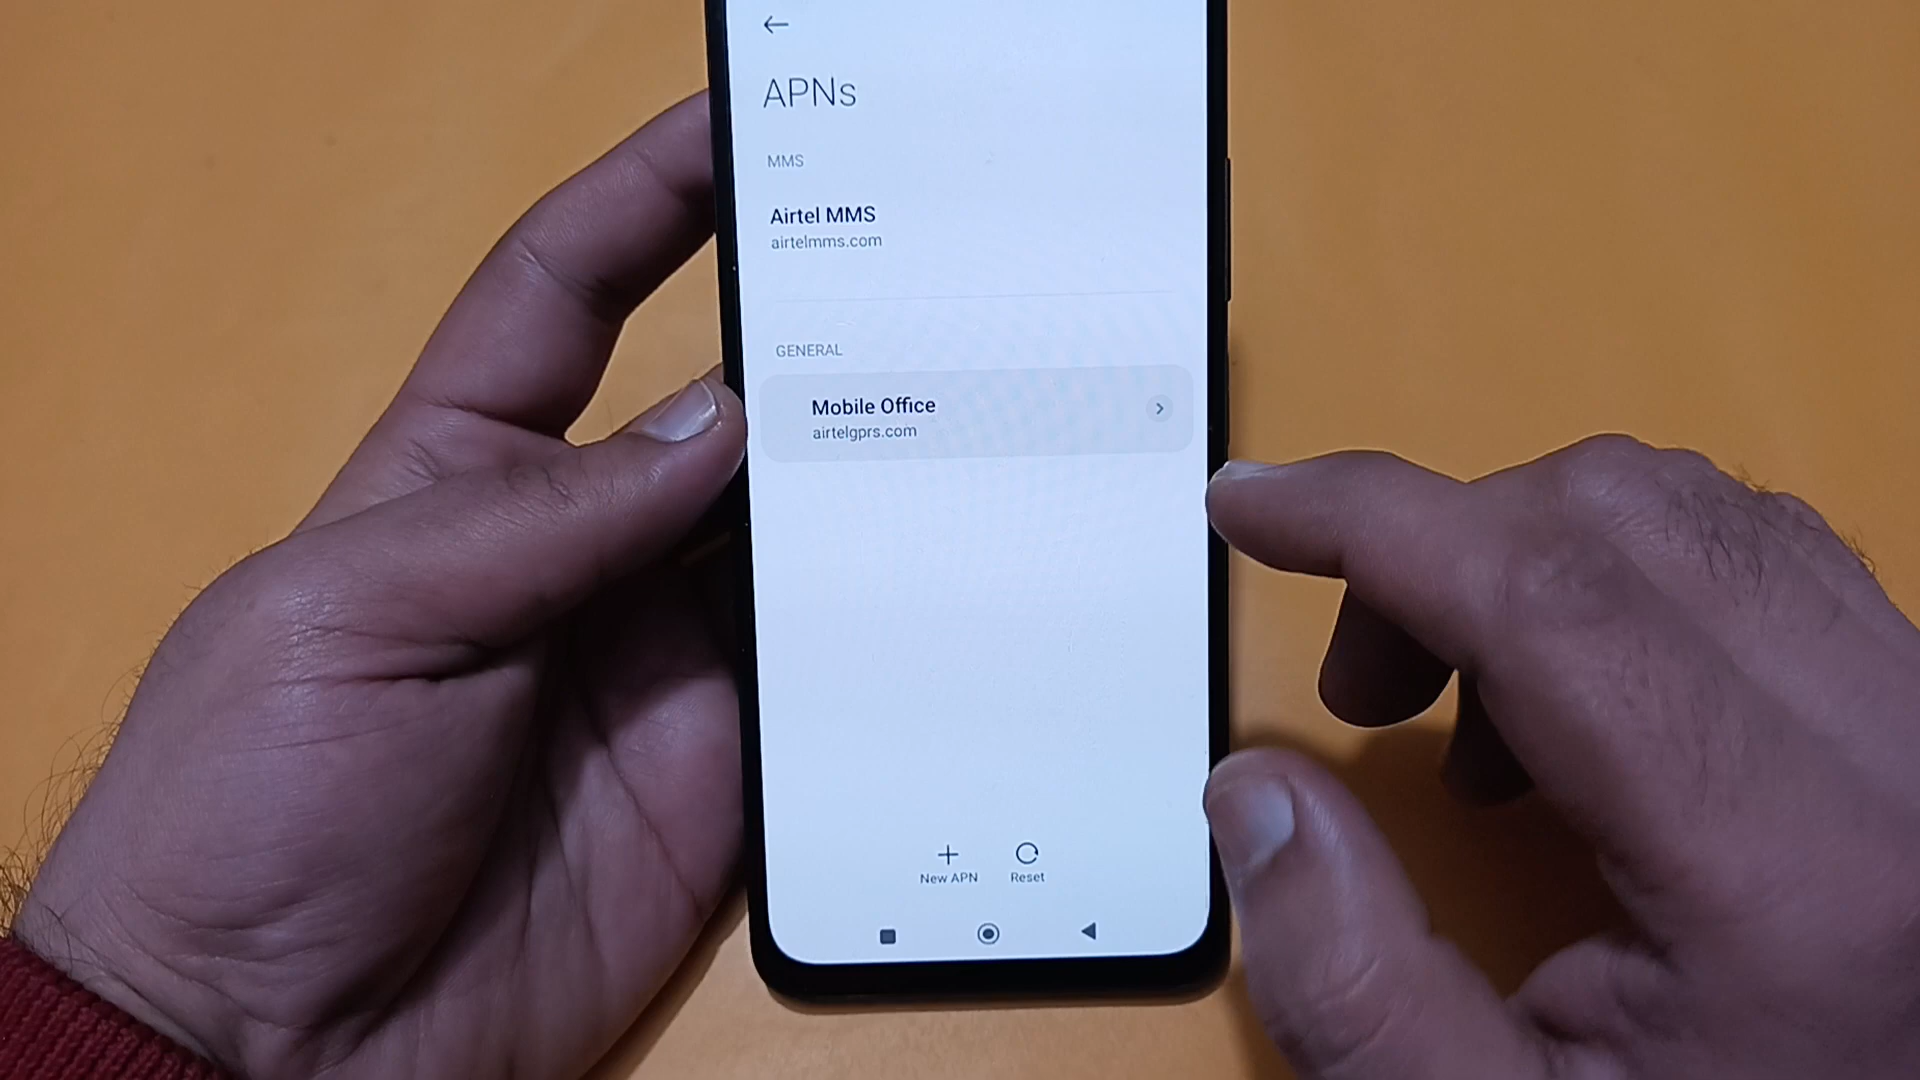 APNs
MMS
Airtel MMS
airtelmms.com
GENERAL
Mobile Office
airtelgprs.com
New APN
Reset